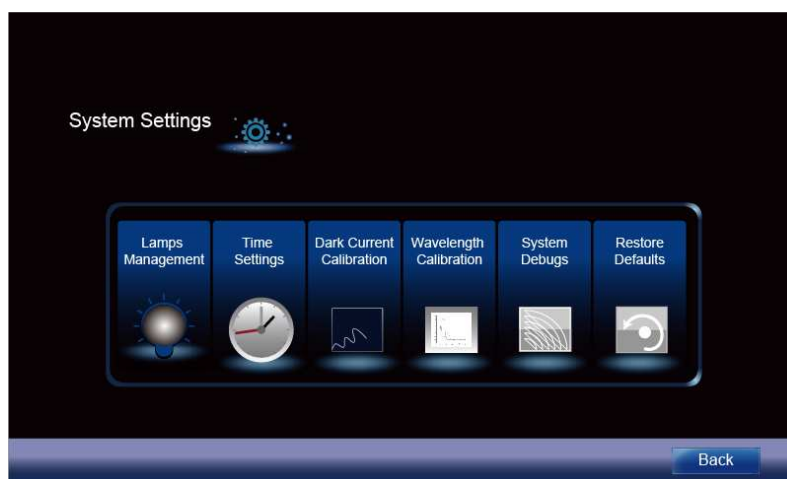 System Settings
Lamps
Management
Time
Settings
Dark Current
Calibration
Wavelength
Calibration
System
Debugs
Restore
Defaults
Back